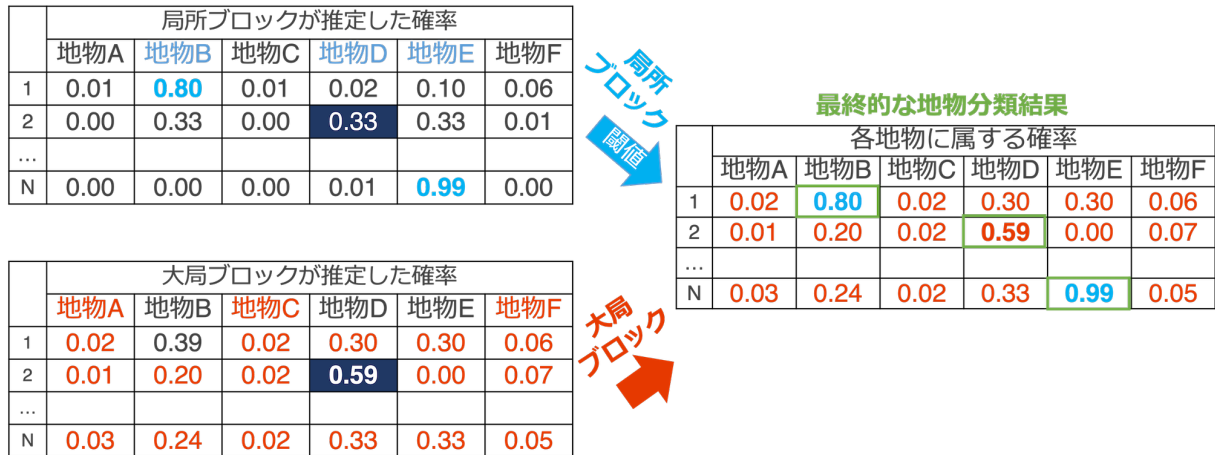 局所ブロックが推定した確率
地物A 地物B 地物C 地物D 地物E 地物F
1 0.01 0.80 0.01 0.02 0.10 0.06
2 0.00 0.33 0.00 0.33 0.33 0.01
...
N 0.00 0.00 0.00 0.01 0.99 0.00
局所
ブロック
閾値
大局ブロックが推定した確率
地物A 地物B 地物C 地物D 地物E 地物F
1 0.02 0.39 0.02 0.30 0.30 0.06
2 0.01 0.20 0.02 0.59 0.00 0.07
...
N 0.03 0.24 0.02 0.33 0.33 0.05
大局
ブロック
最終的な地物分類結果
各地物に属する確率
地物A 地物B 地物C 地物D 地物E 地物F
1 0.02 0.80 0.02 0.30 0.30 0.06
2 0.01 0.20 0.02 0.59 0.00 0.07
...
N 0.03 0.24 0.02 0.33 0.99 0.05